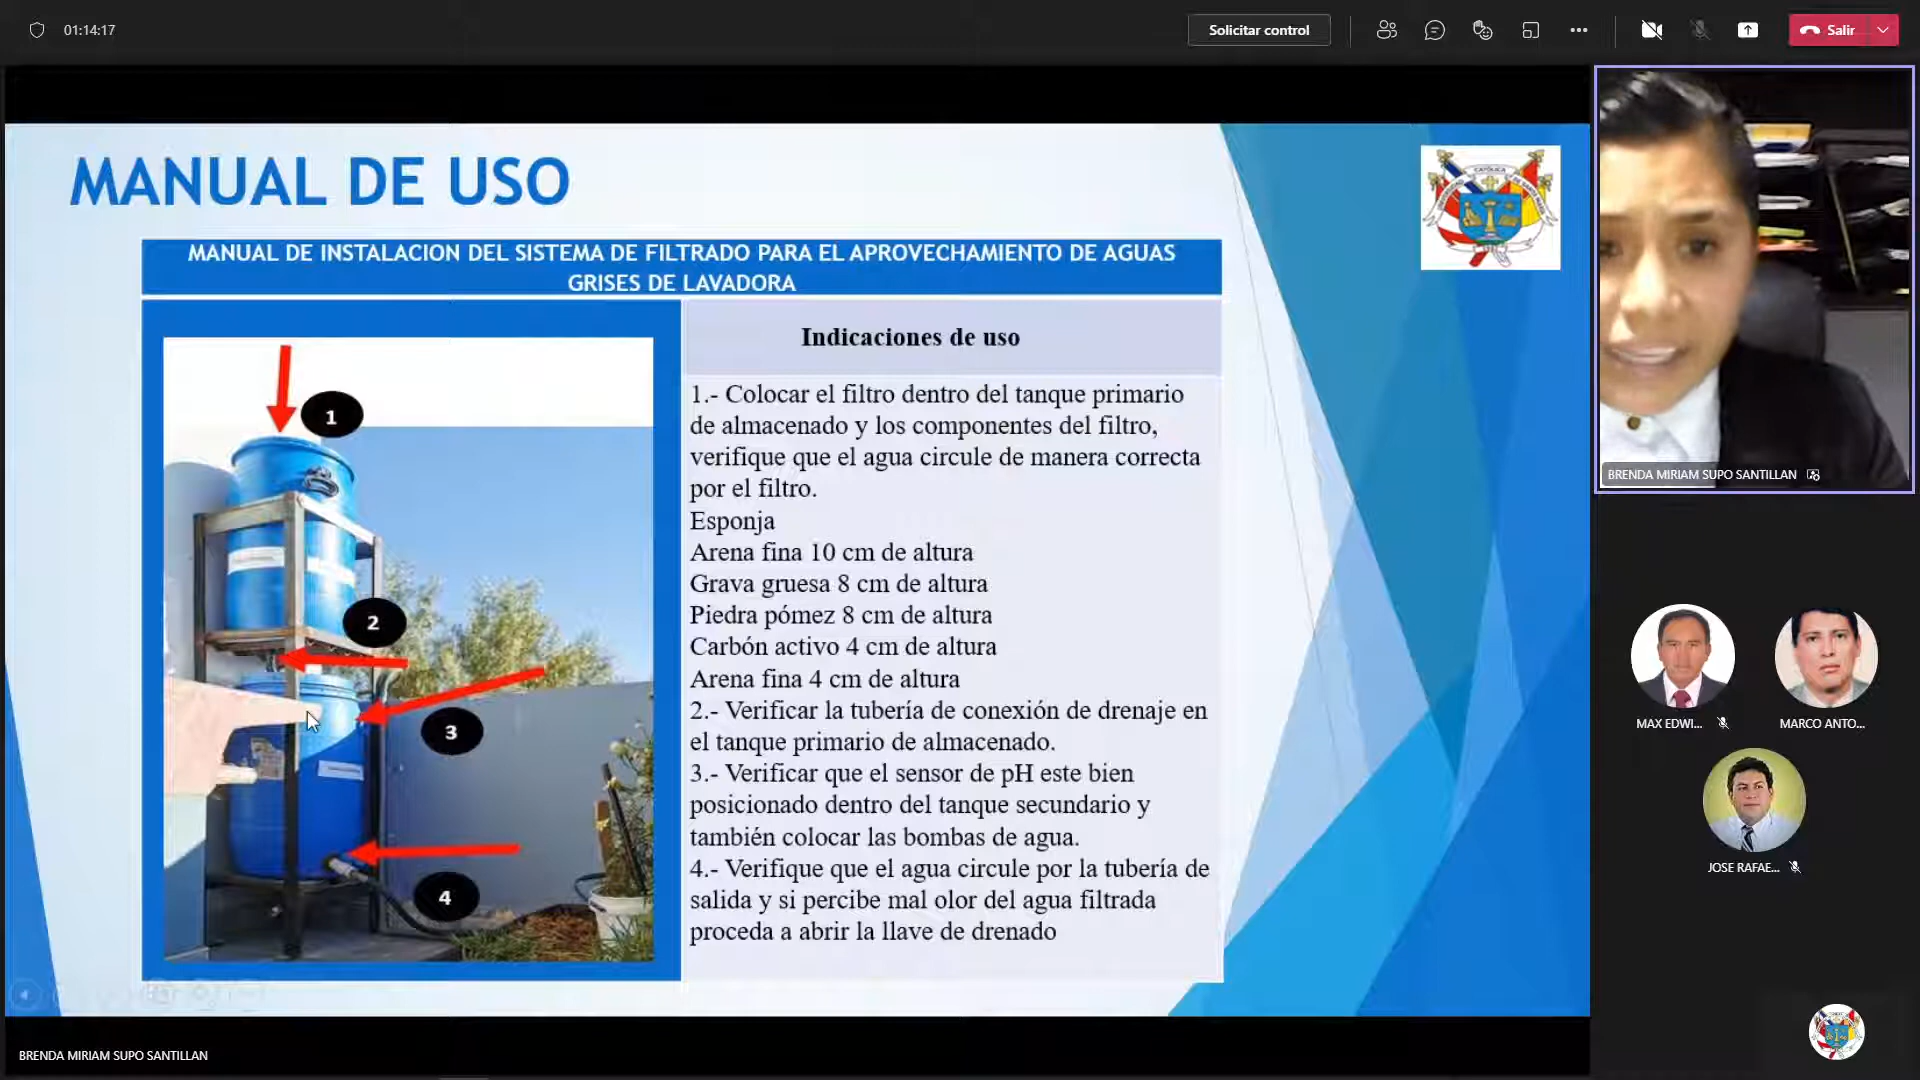 01:14:17
Solicitar control
Salir
MANUAL DE USO
MANUAL DE INSTALACION DEL SISTEMA DE FILTRADO PARA EL APROVECHAMIENTO DE AGUAS
GRISES DE LAVADORA
1
2
3
4
Indicaciones de uso
1.- Colocar el filtro dentro del tanque primario
de almacenado y los componentes del filtro,
verifique que el agua circule de manera correcta
por el filtro.
Esponja
Arena fina 10 cm de altura
Grava gruesa 8 cm de altura
Piedra pómez 8 cm de altura
Carbón activo 4 cm de altura
Arena fina 4 cm de altura
2.- Verificar la tubería de conexión de drenaje en
el tanque primario de almacenado.
3.- Verificar que el sensor de pH este bien
posicionado dentro del tanque secundario y
también colocar las bombas de agua.
4.- Verifique que el agua circule por la tubería de
salida y si percibe mal olor del agua filtrada
proceda a abrir la llave de drenado
BRENDA MIRIAM SUPO SANTILLAN
MAX EDWI...
MARCO ANTO...
JOSE RAFAE...
BRENDA MIRIAM SUPO SANTILLAN